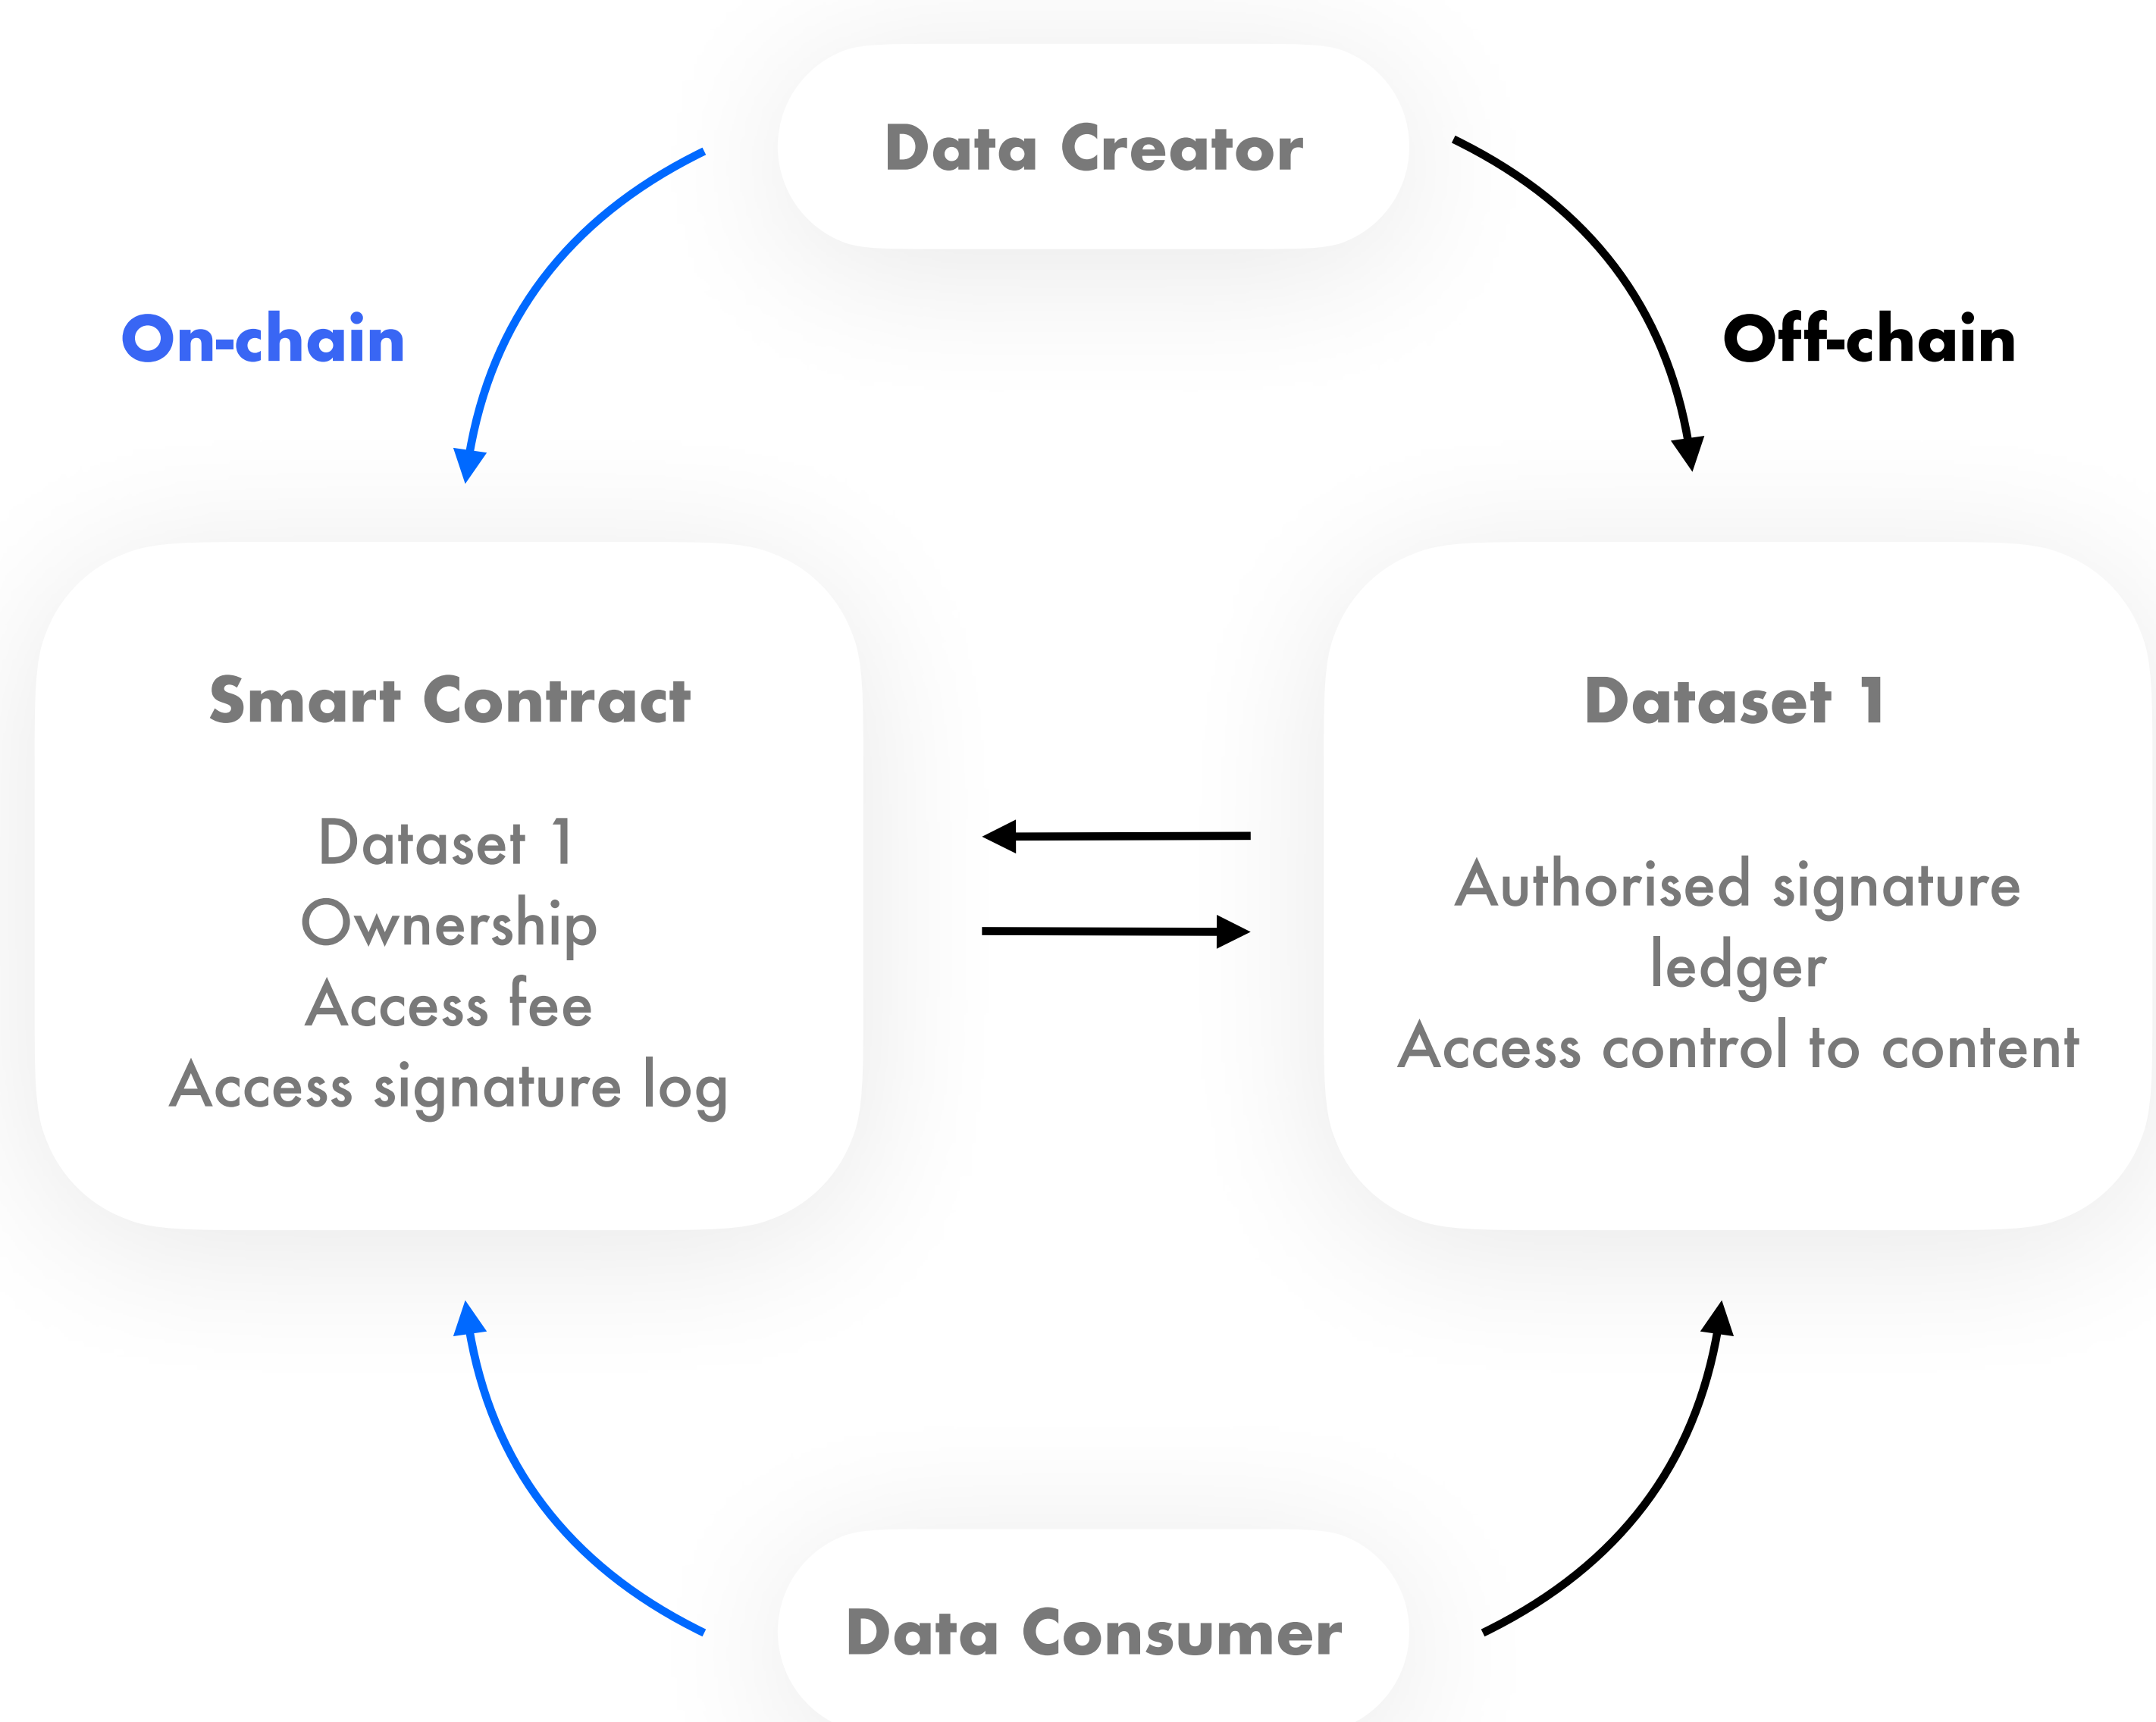 Data Creator
On-chain
Off-chain
Smart Contract
Dataset 1
Ownership
Access fee
Access signature log
Dataset 1
Authorised signature
ledger
Access control to content
Data Consumer